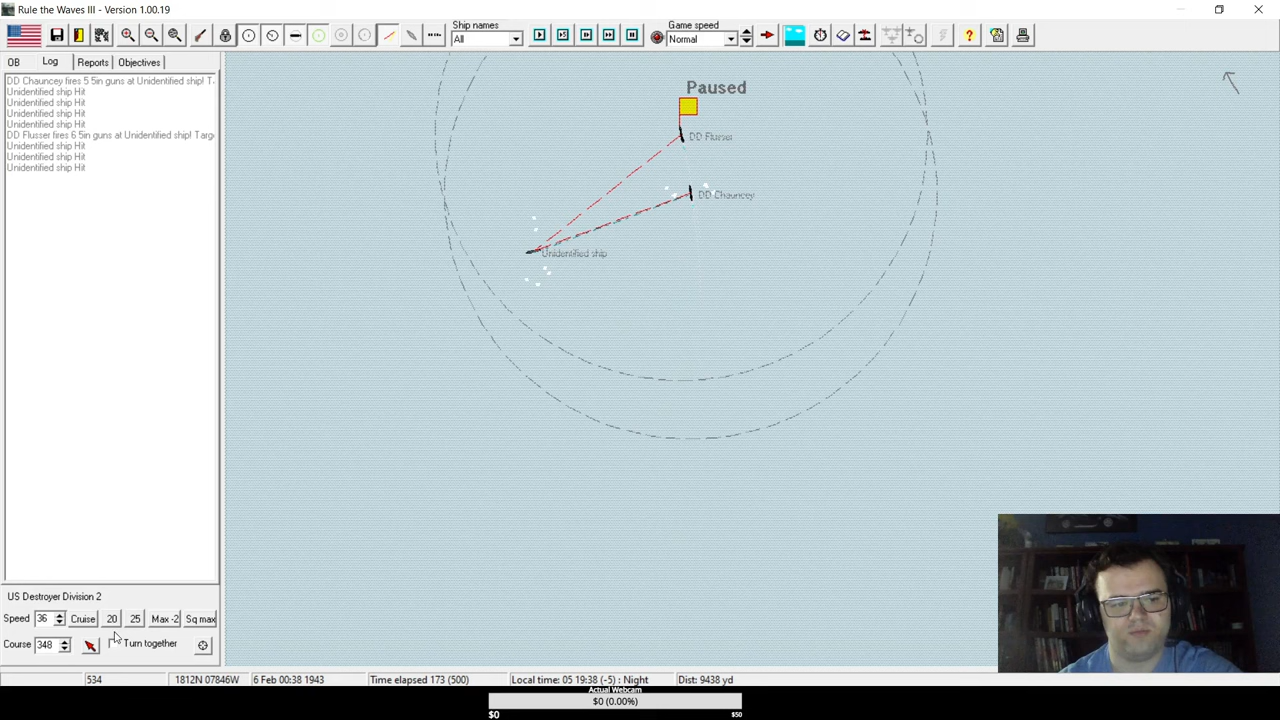 Rule the Waves III - Version 1.00.19
Ship names
All
Game speed
Normal
OB
Log
Reports
Objectives
DD Chauncey fires 5 5in guns at Unidentified ship! T
Unidentified ship Hit
Unidentified ship Hit
Unidentified ship Hit
Unidentified ship Hit
DD Flusser fires 6 5in guns at Unidentified ship! Targ
Unidentified ship Hit
Unidentified ship Hit
Unidentified ship Hit
Paused
DD Flusser
DD Chauncey
Unidentified ship
US Destroyer Division 2
Speed 36 Cruise 20 25 Max -2 Sq max
Course 348 Turn together
534 1812N 07846W 6 Feb 00:38 1943 Time elapsed 173 (500) Local time: 05 19:38 (-5) : Night Dist: 9438 yd
Actual Webcam
$0 (0.00%)
$0 $50